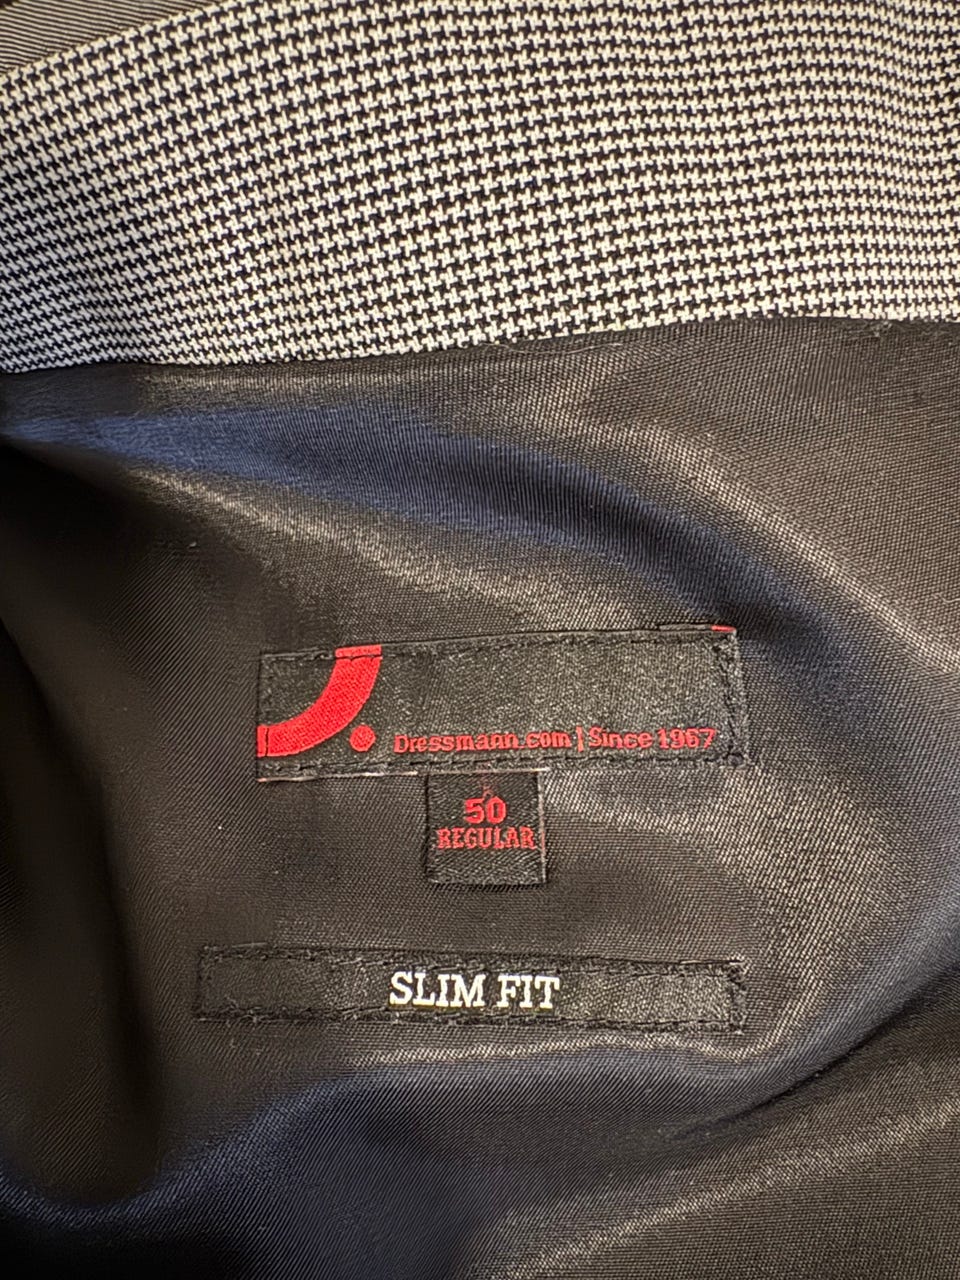 Dressmann.com | Since 1967
50
REGULAR
SLIM FIT